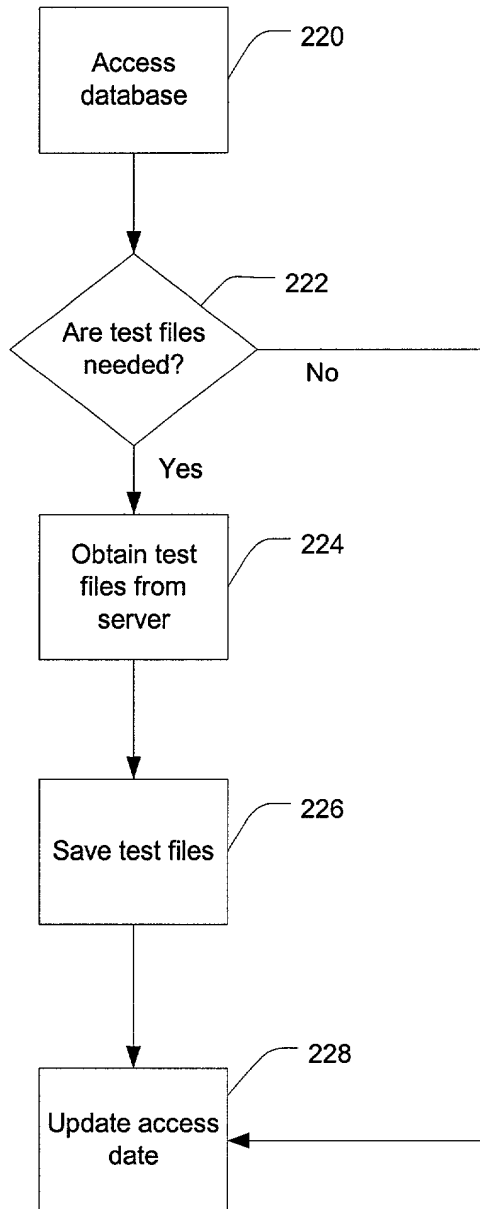 Access
database
220
Are test files
needed?
222
No
Yes
Obtain test
files from
server
224
Save test files
226
Update access
date
228